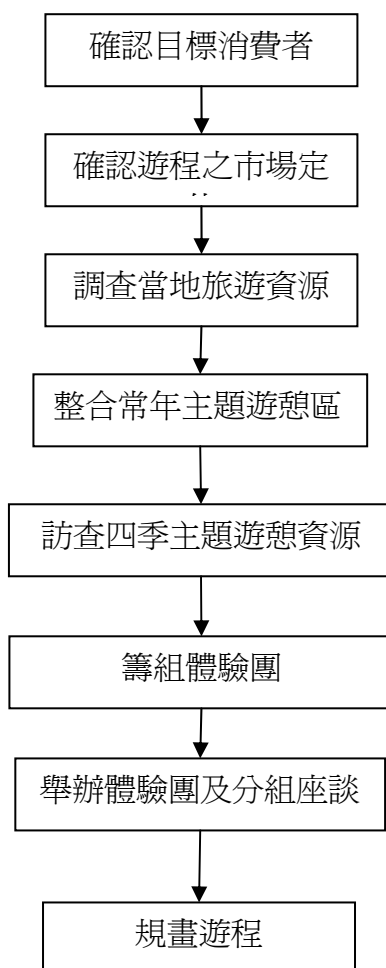 確認目標消費者
確認遊程之市場定
調查當地旅遊資源
整合常年主題遊憩區
訪查四季主題遊憩資源
籌組體驗團
舉辦體驗團及分組座談
規畫遊程